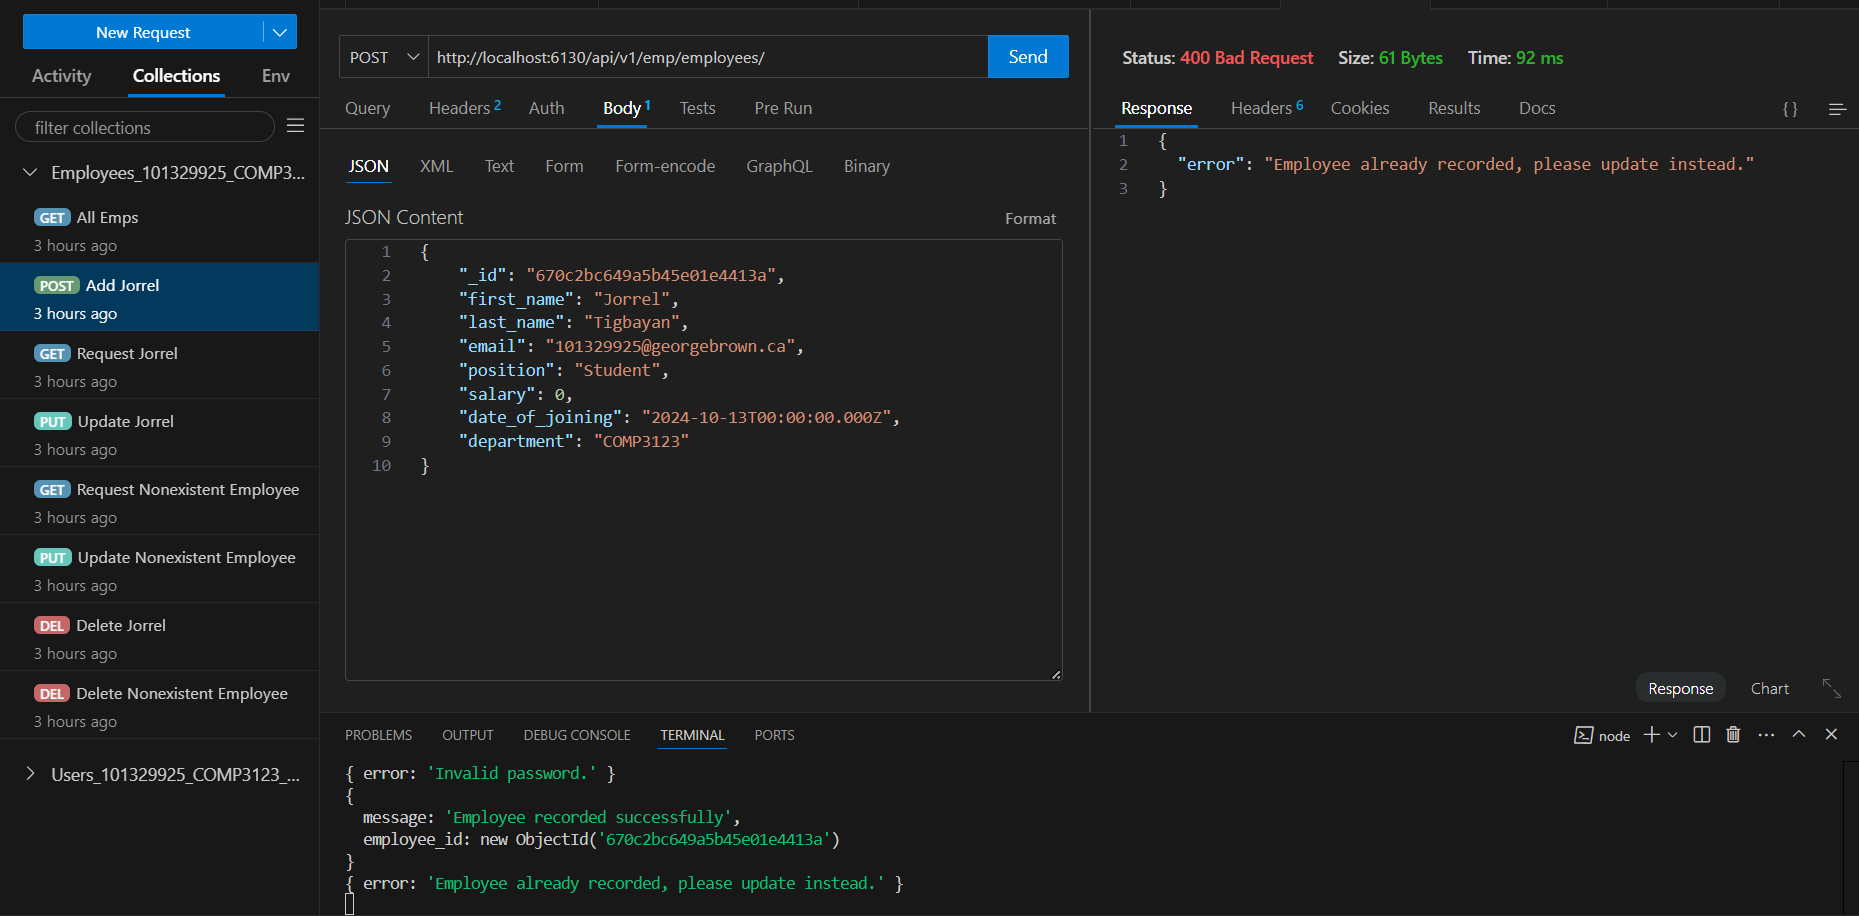 New Request
Activity Collections Env
filter collections
Employees_101329925_COMP3...
GET All Emps
3 hours ago
POST Add Jorrel
3 hours ago
GET Request Jorrel
3 hours ago
PUT Update Jorrel
3 hours ago
GET Request Nonexistent Employee
3 hours ago
PUT Update Nonexistent Employee
3 hours ago
DEL Delete Jorrel
3 hours ago
DEL Delete Nonexistent Employee
3 hours ago
Users_101329925_COMP3123_...
POST http://localhost:6130/api/v1/emp/employees/ Send
Query Headers 2 Auth Body 1 Tests Pre Run
JSON XML Text Form Form-encode GraphQL Binary
JSON Content Format
1 {
2 "_id": "670c2bc649a5b45e01e4413a",
3 "first_name": "Jorrel",
4 "last_name": "Tigbayan",
5 "email": "101329925@georgebrown.ca",
6 "position": "Student",
7 "salary": 0,
8 "date_of_joining": "2024-10-13T00:00:00.000Z",
9 "department": "COMP3123"
10 }
Status: 400 Bad Request Size: 61 Bytes Time: 92 ms
Response Headers 6 Cookies Results Docs {}
1 {
2 "error": "Employee already recorded, please update instead."
3 }
Response Chart
PROBLEMS OUTPUT DEBUG CONSOLE TERMINAL PORTS node
{ error: 'Invalid password.' }
{
message: 'Employee recorded successfully',
employee_id: new ObjectId('670c2bc649a5b45e01e4413a')
}
{ error: 'Employee already recorded, please update instead.' }